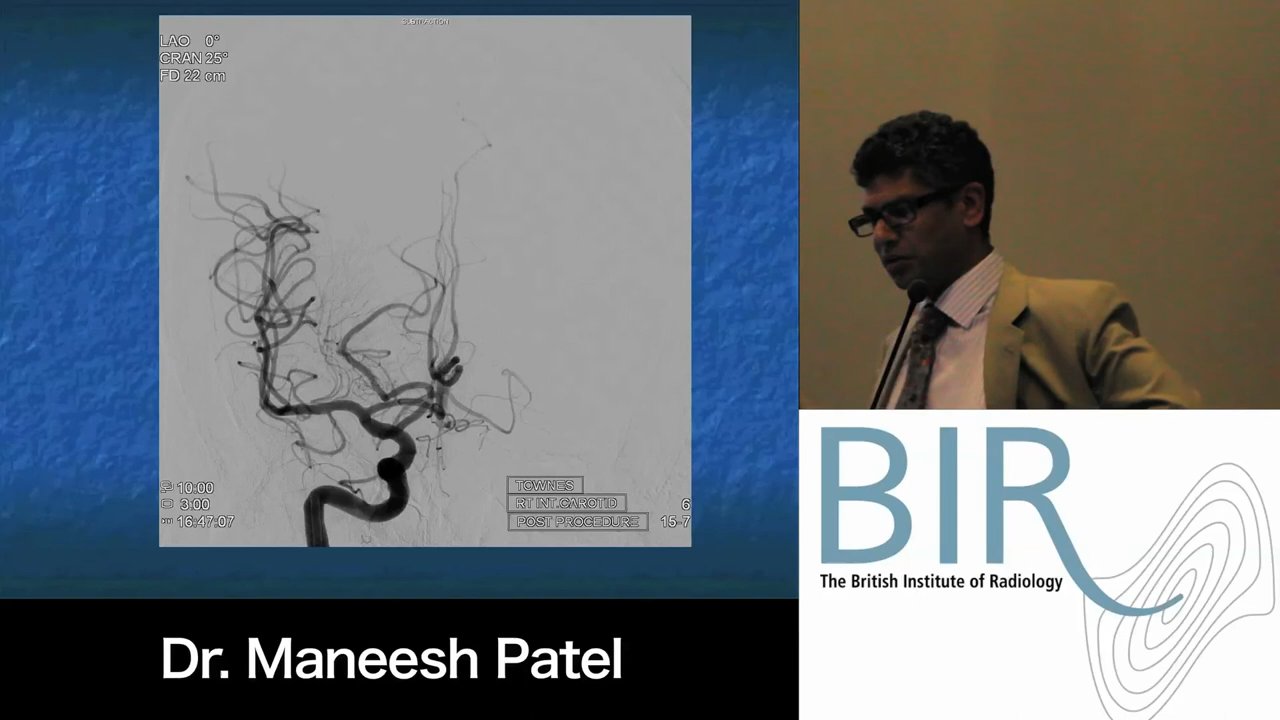 SUBTRACTION
LAO 0°
CRAN 25°
FD 22 cm
10:00
3:00
16:47:07
TOWNES
RT INT.CAROTID
POST PROCEDURE
6
15-7
BIR
The British Institute of Radiology
Dr. Maneesh Patel